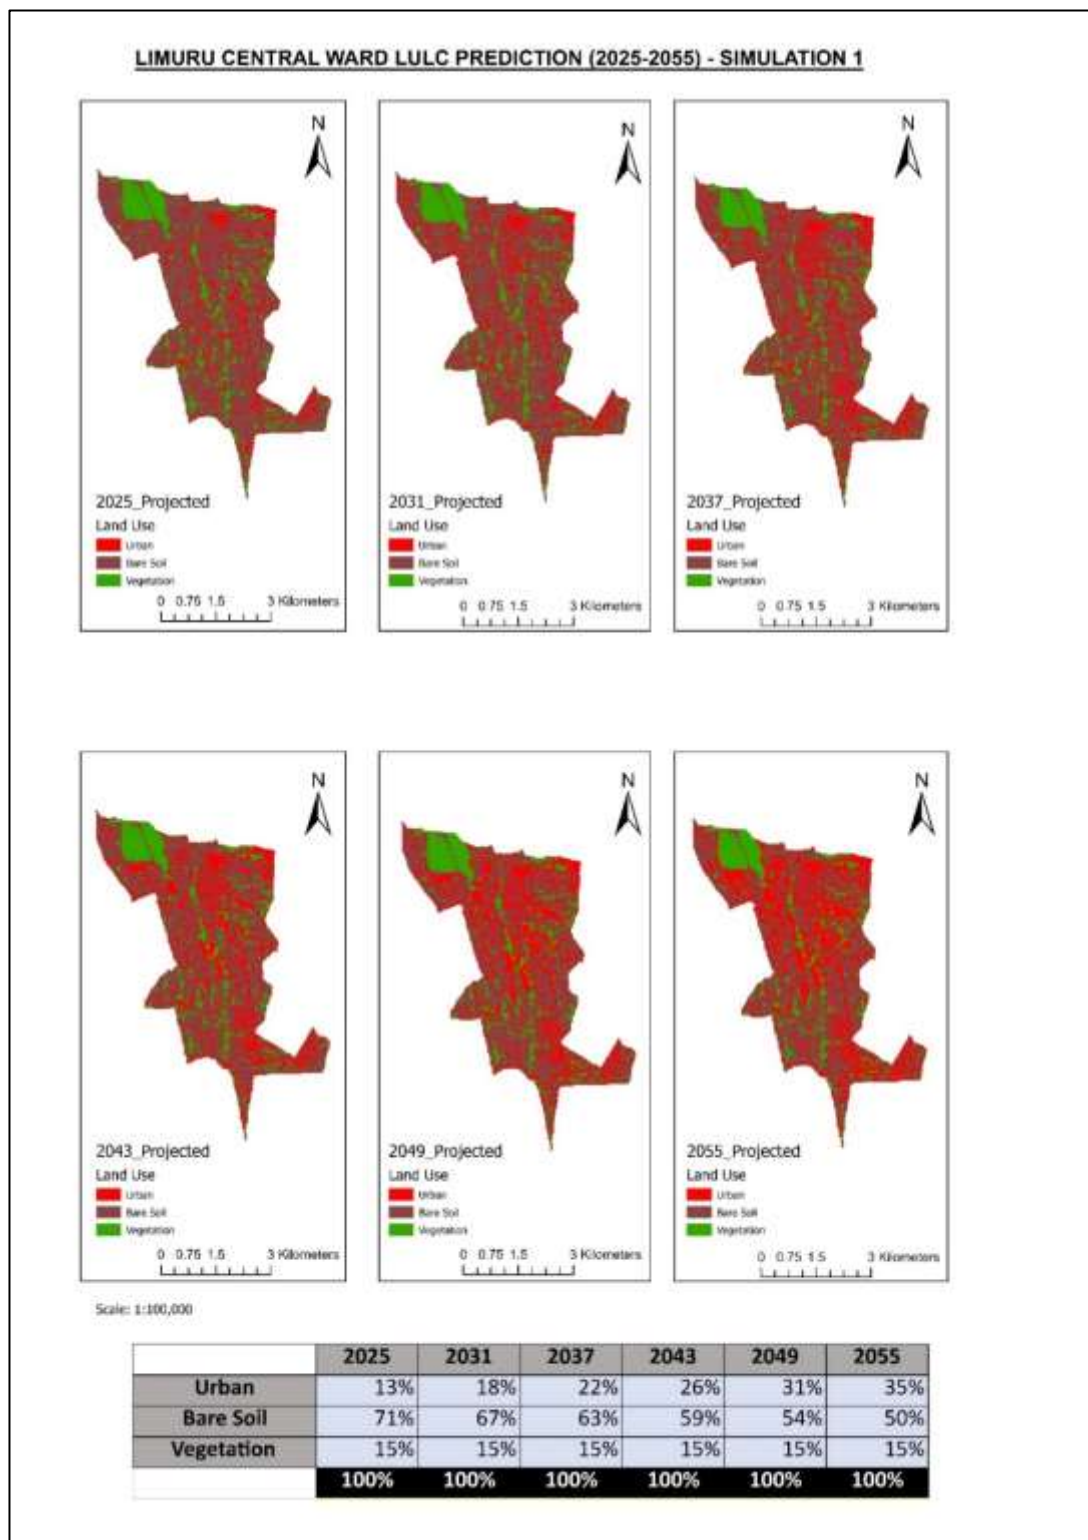 LIMURU CENTRAL WARD LULC PREDICTION (2025-2055) - SIMULATION 1
N
N
N
2025_Projected
Land Use
Urban
Bare Soil
Vegetation
0 0.75 1.5 3 Kilometers
2031_Projected
Land Use
Urban
Bare Soil
Vegetation
0 0.75 1.5 3 Kilometers
2037_Projected
Land Use
Urban
Bare Soil
Vegetation
0 0.75 1.5 3 Kilometers
N
N
N
2043_Projected
Land Use
Urban
Bare Soil
Vegetation
0 0.75 1.5 3 Kilometers
2049_Projected
Land Use
Urban
Bare Soil
Vegetation
0 0.75 1.5 3 Kilometers
2055_Projected
Land Use
Urban
Bare Soil
Vegetation
0 0.75 1.5 3 Kilometers
Scale: 1:100,000
2025 2031 2037 2043 2049 2055
Urban 13% 18% 22% 26% 31% 35%
Bare Soil 71% 67% 63% 59% 54% 50%
Vegetation 15% 15% 15% 15% 15% 15%
100% 100% 100% 100% 100% 100%